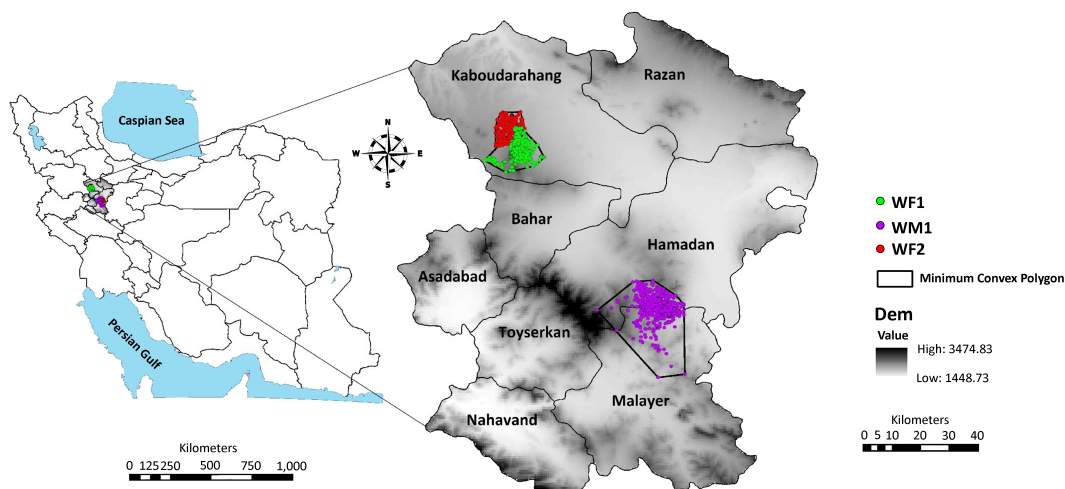 Caspian Sea
Persian Gulf
Kilometers
0 125 250 500 750 1,000
N
W E
S
Kaboudarahang
Razan
Bahar
Hamadan
Asadabad
Toyserkan
Malayer
Nahavand
WF1
WM1
WF2
Minimum Convex Polygon
Dem
Value
High: 3474.83
Low: 1448.73
Kilometers
0 5 10 20 30 40